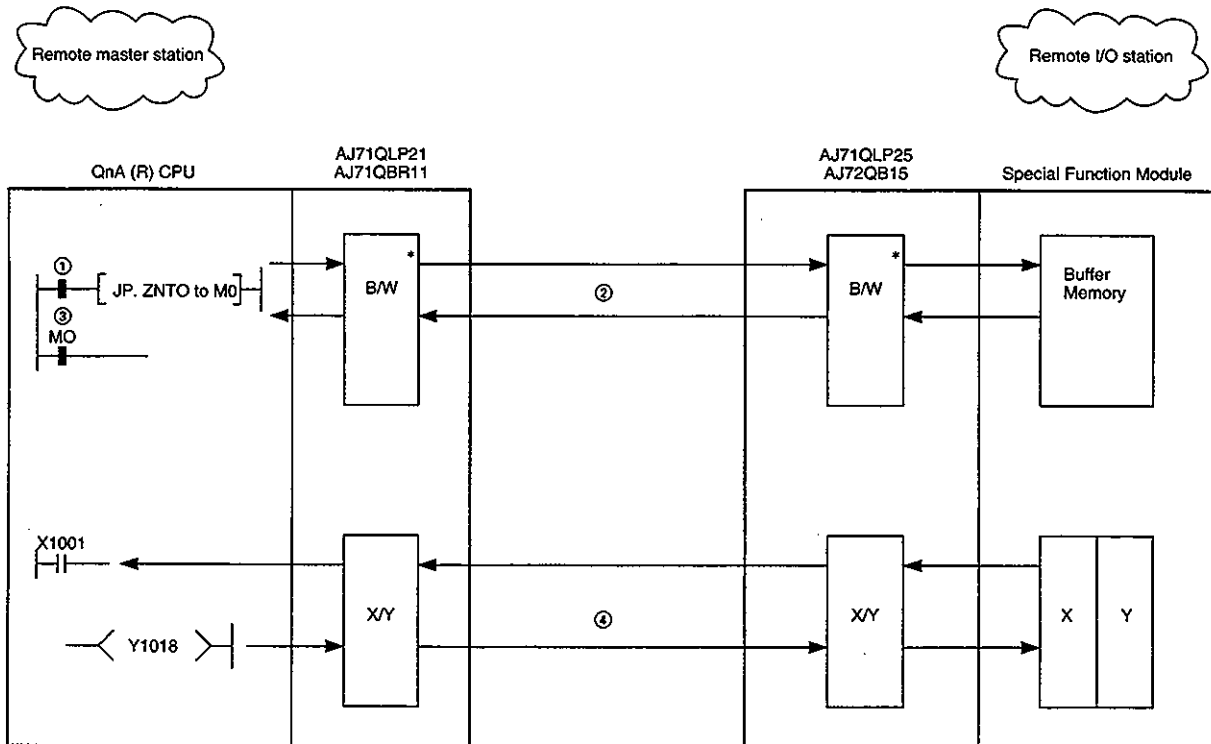 Remote master station
Remote I/O station
QnA (R) CPU
AJ71QLP21
AJ71QBR11
AJ71QLP25
AJ72QB15
Special Function Module
①
JP. ZNTO to M0
③
MO
B/W
*
②
B/W
*
Buffer
Memory
X1001
Y1018
X/Y
④
X/Y
X
Y